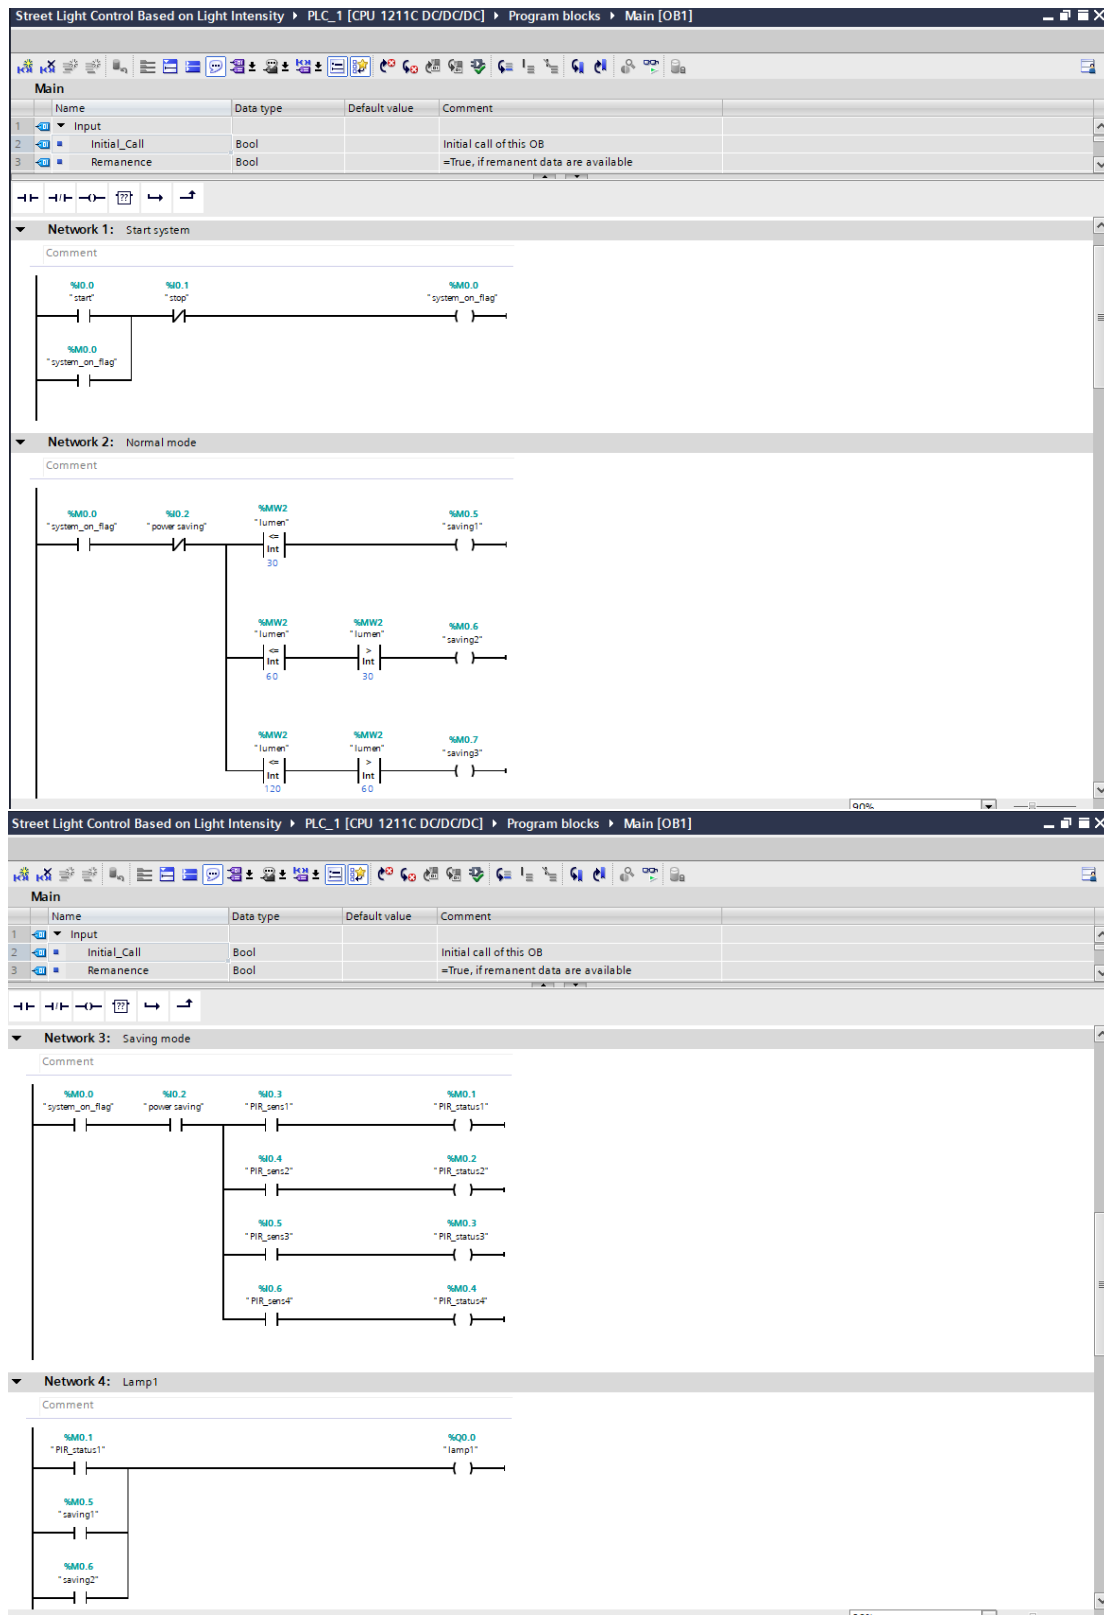 Street Light Control Based on Light Intensity ▸ PLC_1 [CPU 1211C DC/DC/DC] ▸ Program blocks ▸ Main [OB1]
Main
Name Data type Default value Comment
1 Input
2 Initial_Call Bool Initial call of this OB
3 Remanence Bool =True, if remanent data are available
??
Network 1: Start system
Comment
%I0.0 %I0.1 %M0.0
"start" "stop" "system_on_flag"
%M0.0
"system_on_flag"
Network 2: Normal mode
Comment
%M0.0 %I0.2 %MW2 %M0.5
"system_on_flag" "power saving" "lumen" "saving1"
<=
Int
30
%MW2 %MW2 %M0.6
"lumen" "lumen" "saving2"
<= >
Int Int
60 30
%MW2 %MW2 %M0.7
"lumen" "lumen" "saving3"
<= >
Int Int
120 60
90%
Street Light Control Based on Light Intensity ▸ PLC_1 [CPU 1211C DC/DC/DC] ▸ Program blocks ▸ Main [OB1]
Main
Name Data type Default value Comment
1 Input
2 Initial_Call Bool Initial call of this OB
3 Remanence Bool =True, if remanent data are available
??
Network 3: Saving mode
Comment
%M0.0 %I0.2 %I0.3 %M0.1
"system_on_flag" "power saving" "PIR_sens1" "PIR_status1"
%I0.4 %M0.2
"PIR_sens2" "PIR_status2"
%I0.5 %M0.3
"PIR_sens3" "PIR_status3"
%I0.6 %M0.4
"PIR_sens4" "PIR_status4"
Network 4: Lamp1
Comment
%M0.1 %Q0.0
"PIR_status1" "lamp1"
%M0.5
"saving1"
%M0.6
"saving2"